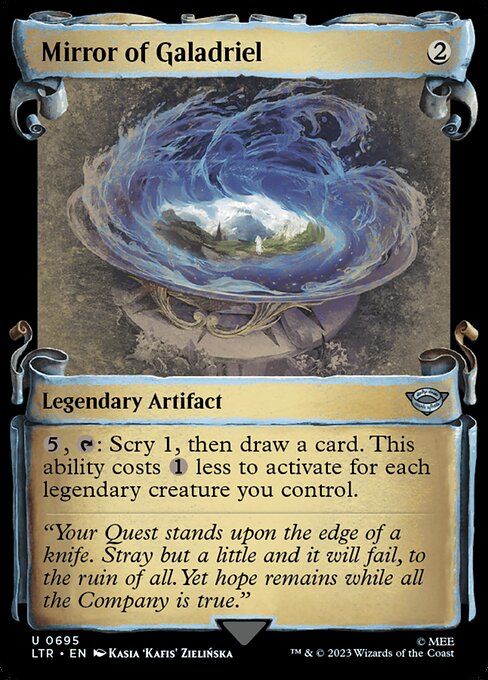 Mirror of Galadriel
2
Legendary Artifact
5, : Scry 1, then draw a card. This
ability costs 1 less to activate for each
legendary creature you control.
“Your Quest stands upon the edge of a
knife. Stray but a little and it will fail, to
the ruin of all. Yet hope remains while all
the Company is true.”
U 0695
LTR • EN Kasia ‘Kafis’ Zielińska
© MEE
™ & © 2023 Wizards of the Coast